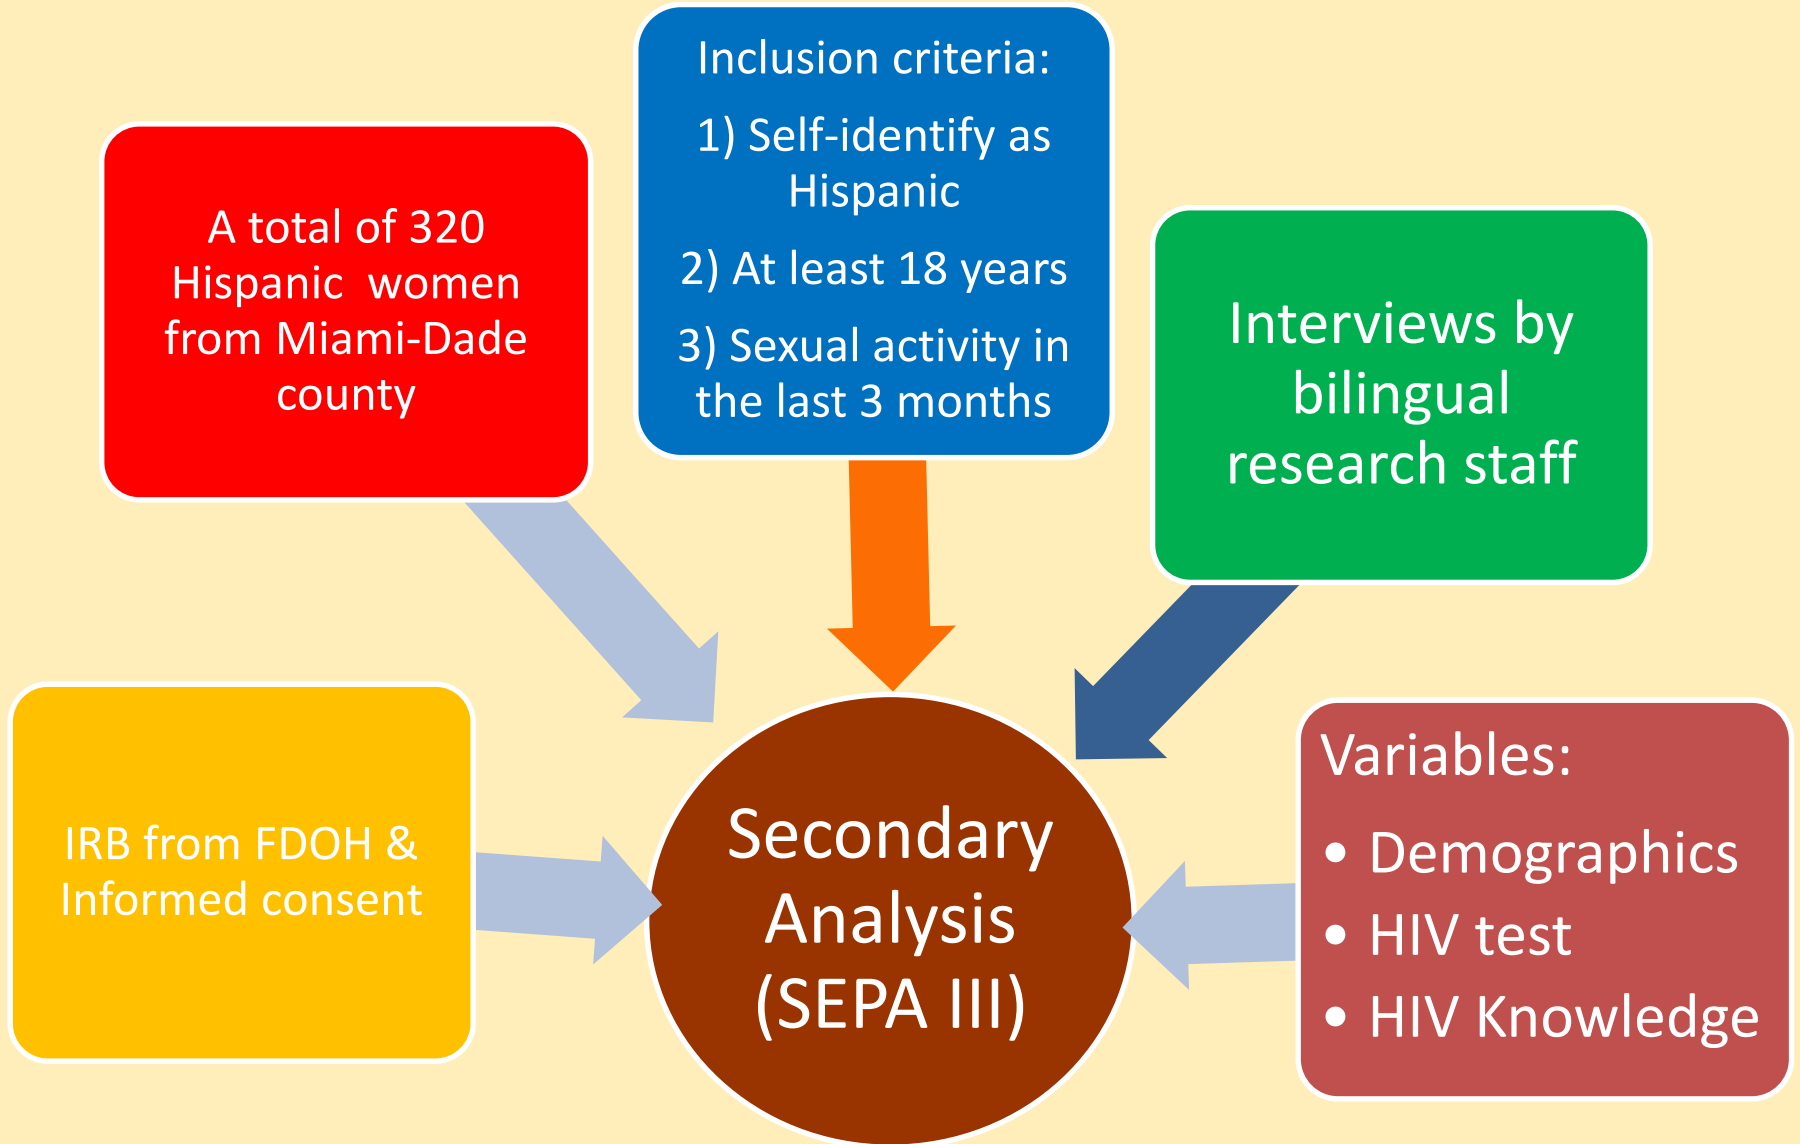 Inclusion criteria:
1) Self-identify as
Hispanic
2) At least 18 years
3) Sexual activity in
the last 3 months
A total of 320
Hispanic  women
from Miami-Dade
county
Interviews by
bilingual
research staff
IRB from FDOH &
Informed consent
Secondary
Analysis
(SEPA III)
Variables:
• Demographics
• HIV test
• HIV Knowledge